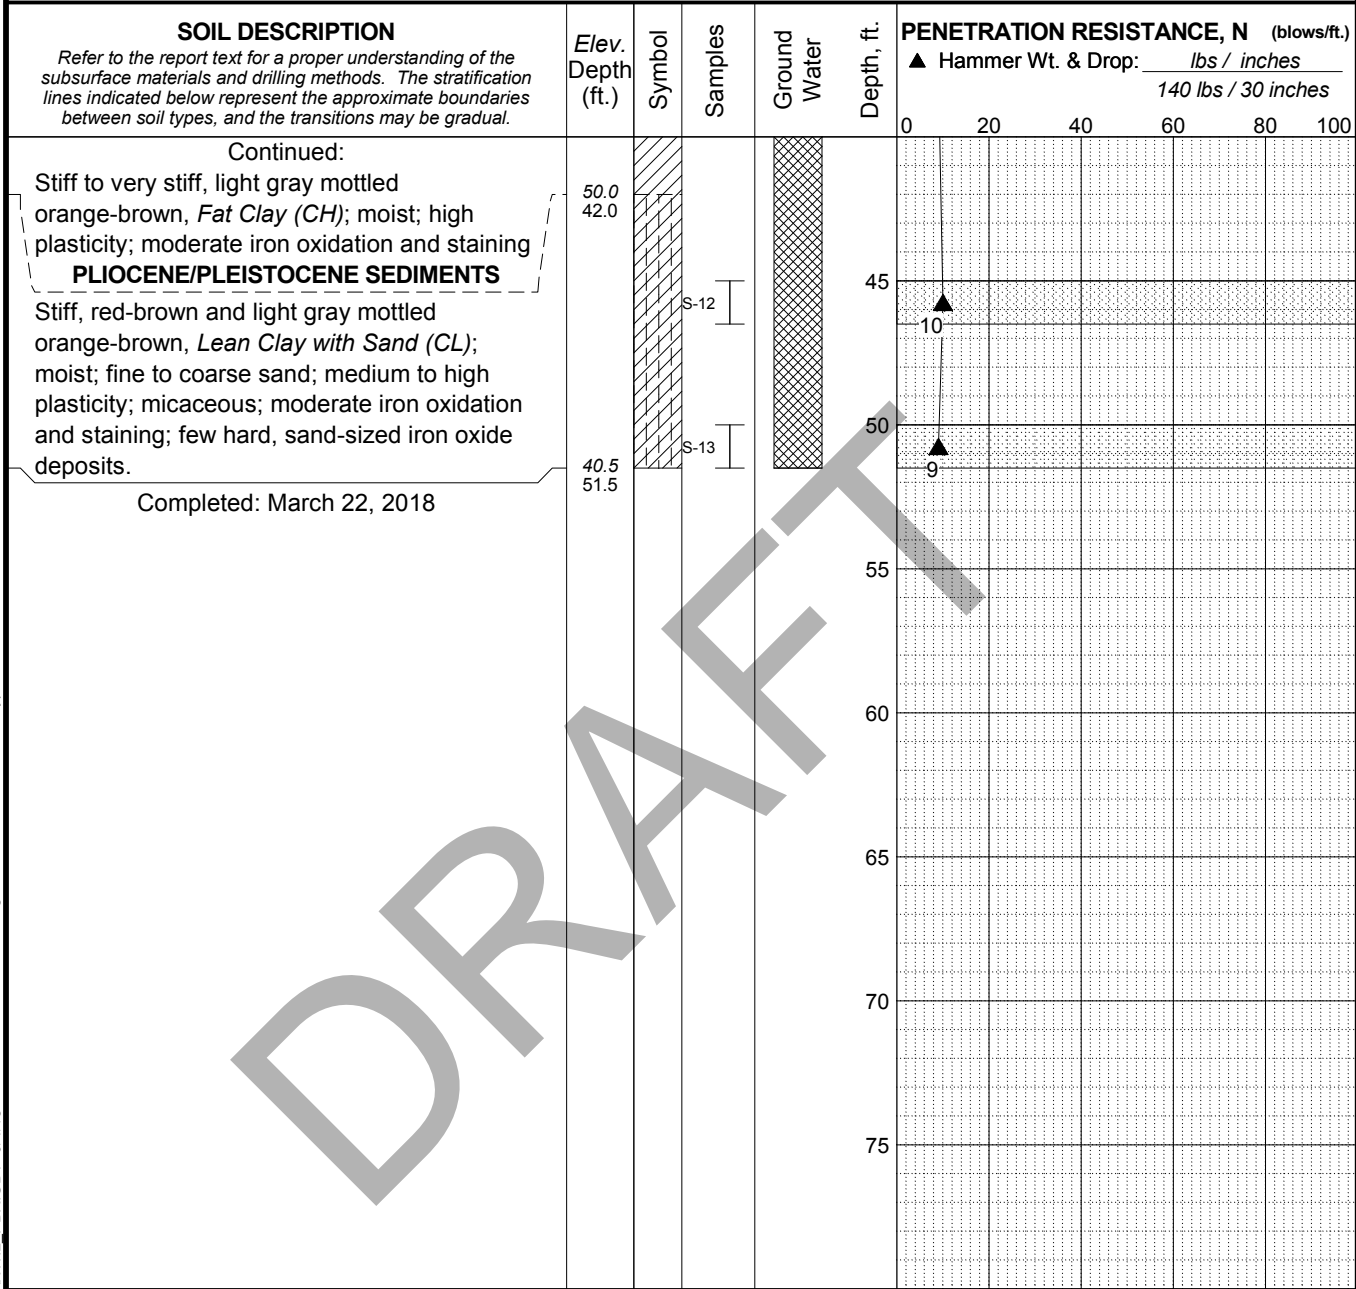 SOIL DESCRIPTION
Refer to the report text for a proper understanding of the
subsurface materials and drilling methods. The stratification
lines indicated below represent the approximate boundaries
between soil types, and the transitions may be gradual.
Elev.
Depth
(ft.)
Symbol
Samples
Ground
Water
Depth, ft.
PENETRATION RESISTANCE, N (blows/ft.)
▲ Hammer Wt. & Drop: lbs / inches
140 lbs / 30 inches
0 20 40 60 80 100
Continued:
Stiff to very stiff, light gray mottled
orange-brown, Fat Clay (CH); moist; high
plasticity; moderate iron oxidation and staining
PLIOCENE/PLEISTOCENE SEDIMENTS
Stiff, red-brown and light gray mottled
orange-brown, Lean Clay with Sand (CL);
moist; fine to coarse sand; medium to high
plasticity; micaceous; moderate iron oxidation
and staining; few hard, sand-sized iron oxide
deposits.
Completed: March 22, 2018
50.0
42.0
40.5
51.5
S-12
S-13
45
10
50
9
55
60
65
70
75
DRAFT